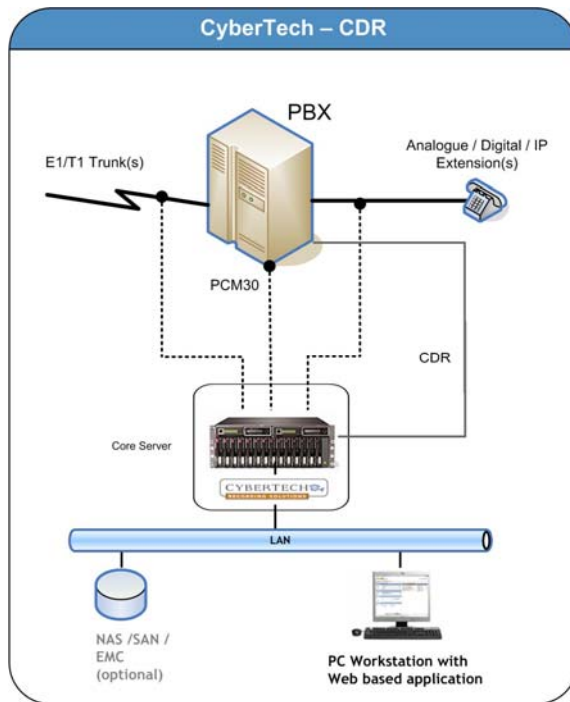 CyberTech – CDR
PBX
E1/T1 Trunk(s)
Analogue / Digital / IP
Extension(s)
PCM30
CDR
Core Server
CYBERTECH
RECORDING SOLUTIONS
LAN
NAS /SAN /
EMC
(optional)
PC Workstation with
Web based application